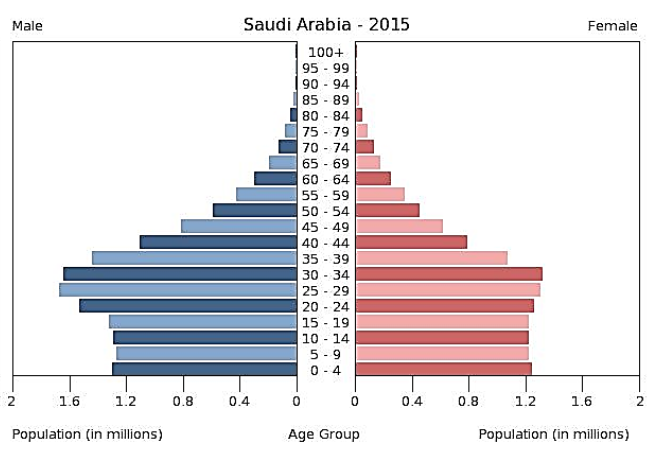 Male Saudi Arabia - 2015 Female
100+
95 - 99
90 - 94
85 - 89
80 - 84
75 - 79
70 - 74
65 - 69
60 - 64
55 - 59
50 - 54
45 - 49
40 - 44
35 - 39
30 - 34
25 - 29
20 - 24
15 - 19
10 - 14
5 - 9
0 - 4
2 1.6 1.2 0.8 0.4 0 0 0.4 0.8 1.2 1.6 2
Population (in millions) Age Group Population (in millions)